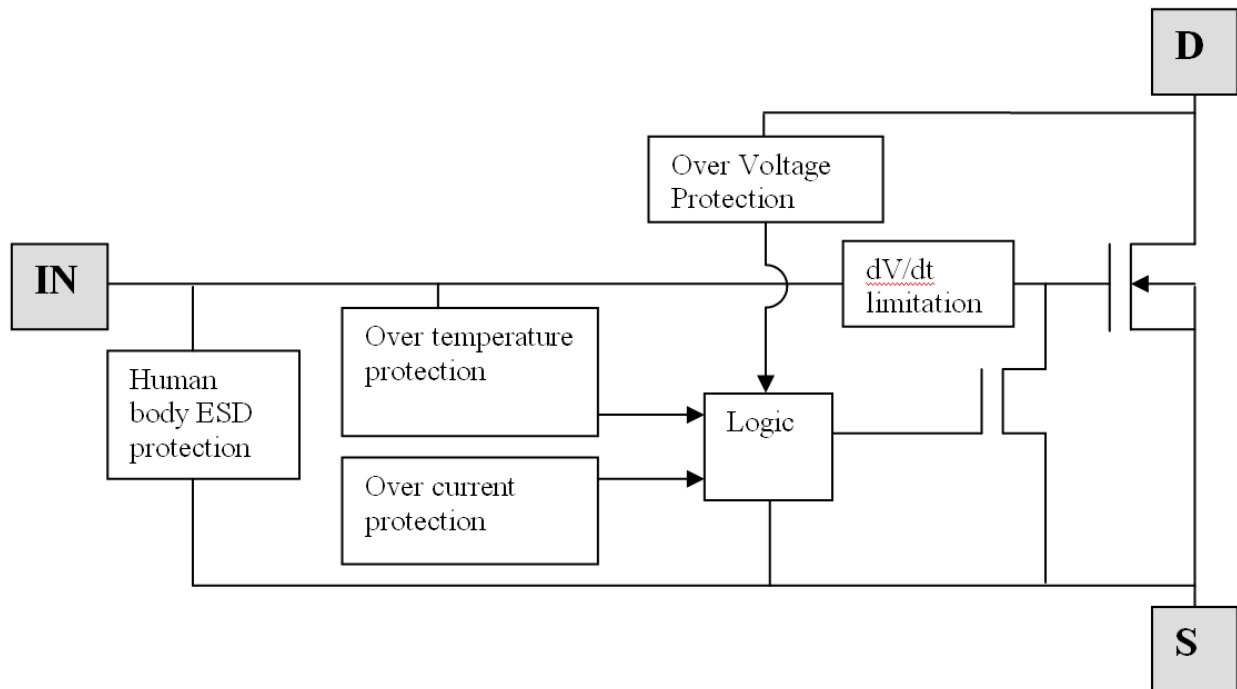 D
Over Voltage
Protection
IN
dV/dt
limitation
Over temperature
protection
Human
body ESD
protection
Logic
Over current
protection
S